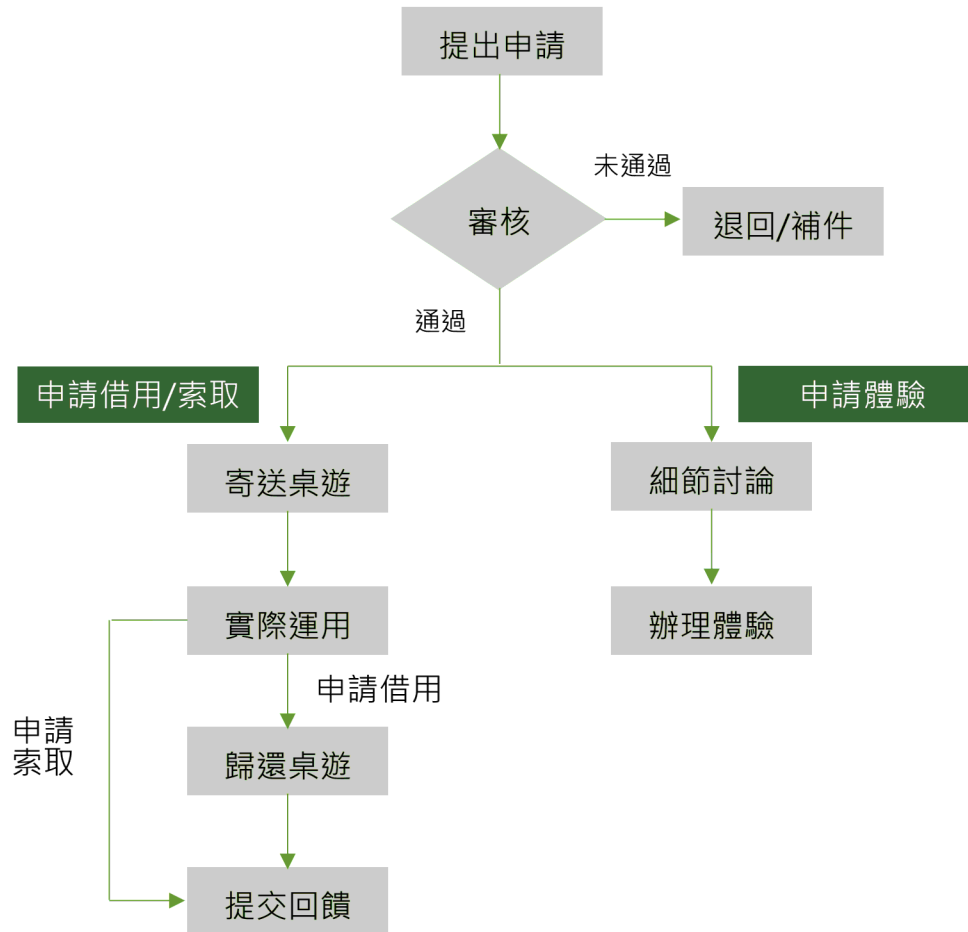 提出申請
未通過
審核
退回/補件
通過
申請借用/索取
申請體驗
寄送桌遊
細節討論
實際運用
辦理體驗
申請借用
申請
索取
歸還桌遊
提交回饋